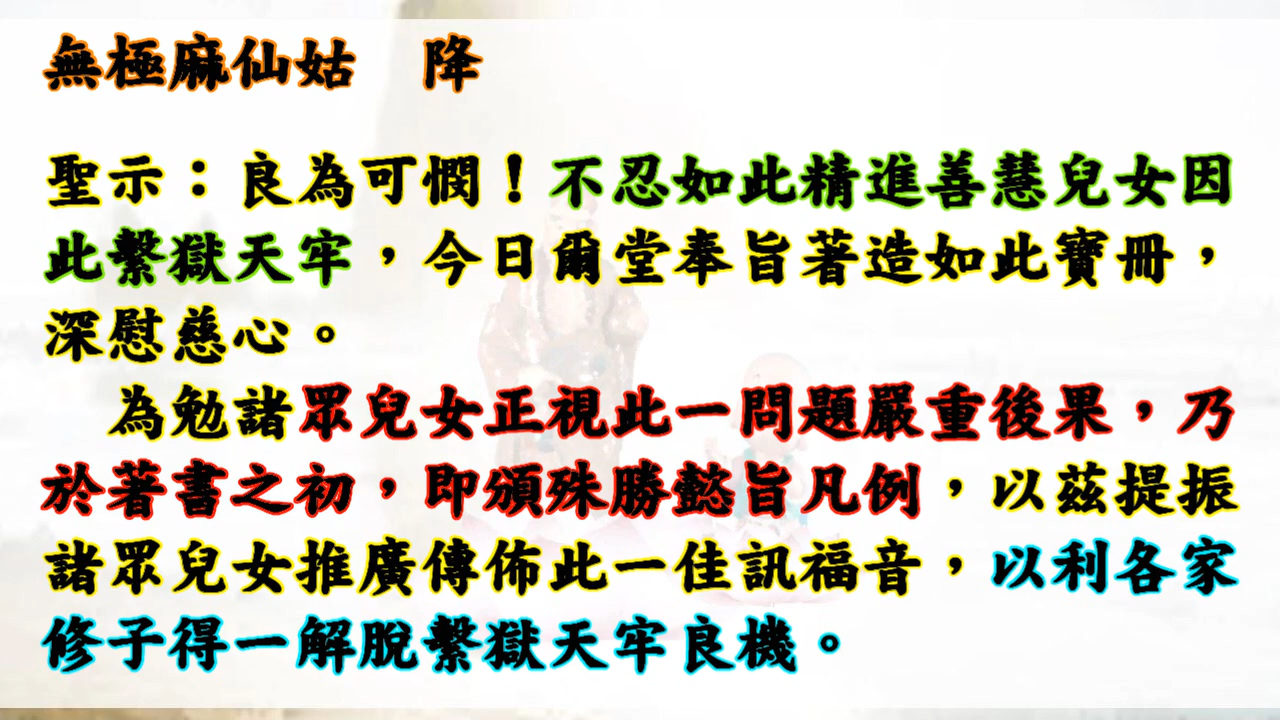 無極麻仙姑　降
聖示：良為可憫！不忍如此精進善慧兒女因
此繫獄天牢，今日爾堂奉旨著造如此寶冊，
深慰慈心。
　為勉諸眾兒女正視此一問題嚴重後果，乃
於著書之初，即頒殊勝懿旨凡例，以茲提振
諸眾兒女推廣傳佈此一佳訊福音，以利各家
修子得一解脫繫獄天牢良機。